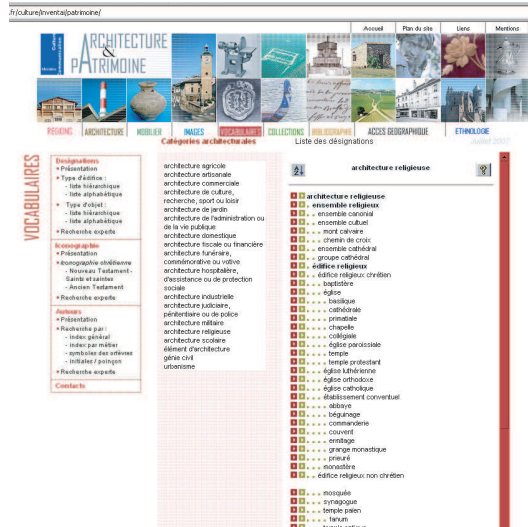 .fr/culture/inventai/patrimoine/
Accueil
Plan du site
Liens
Mentions
ARCHITECTURE
&
PATRIMOINE
RÉGIONS
ARCHITECTURE
MOBILIER
IMAGES
VOCABULAIRES
COLLECTIONS
BIBLIOGRAPHIE
ACCES GEOGRAPHIQUE
ETHNOLOGIE
Catégories architecturales
Liste des désignations
Juillet 2007
VOCABULAIRES
Désignations
Présentation
Type d'édifice :
- liste hiérarchique
- liste alphabétique
Type d'objet :
- liste hiérarchique
- liste alphabétique
Recherche experte
Iconographie
Présentation
Iconographie chrétienne
- Nouveau Testament -
Saints et saintes
- Ancien Testament
Recherche experte
Auteurs
Présentation
Recherche par :
- index général
- index par métier
- symboles des orfèvres
- initiales / poinçon
Recherche experte
Contacts
architecture agricole
architecture artisanale
architecture commerciale
architecture de culture,
recherche, sport ou loisir
architecture de jardin
architecture de l'administration ou
de la vie publique
architecture domestique
architecture fiscale ou financière
architecture funéraire,
commémorative ou votive
architecture hospitalière,
d'assistance ou de protection
sociale
architecture industrielle
architecture judiciaire,
pénitentiaire ou de police
architecture militaire
architecture religieuse
architecture scolaire
élément d'architecture
génie civil
urbanisme
architecture religieuse
architecture religieuse
. ensemble religieux
. . ensemble canonial
. . ensemble cultuel
. . . mont calvaire
. . . chemin de croix
. . ensemble cathédral
. . groupe cathédral
. édifice religieux
. . édifice religieux chrétien
. . . baptistère
. . . église
. . . . basilique
. . . . cathédrale
. . . . primatiale
. . . . chapelle
. . . . collégiale
. . . . église paroissiale
. . . . temple
. . . . temple protestant
. . . église luthérienne
. . . église orthodoxe
. . . église catholique
. . . établissement conventuel
. . . . abbaye
. . . . béguinage
. . . . commanderie
. . . . couvent
. . . . ermitage
. . . . grange monastique
. . . . prieuré
. . . monastère
. . édifice religieux non chrétien
. . . mosquée
. . . synagogue
. . . temple païen
. . . . fanum